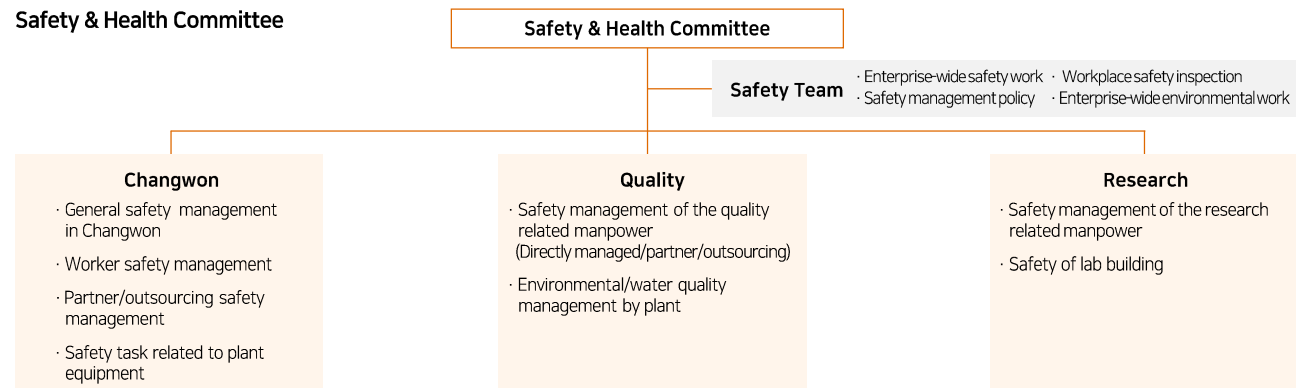 Safety & Health Committee
Safety & Health Committee
Safety Team
· Enterprise-wide safety work · Workplace safety inspection
· Safety management policy · Enterprise-wide environmental work
Changwon
· General safety management
in Changwon
· Worker safety management
· Partner/outsourcing safety
management
· Safety task related to plant
equipment
Quality
· Safety management of the quality
related manpower
(Directly managed/partner/outsourcing)
· Environmental/water quality
management by plant
Research
· Safety management of the research
related manpower
· Safety of lab building